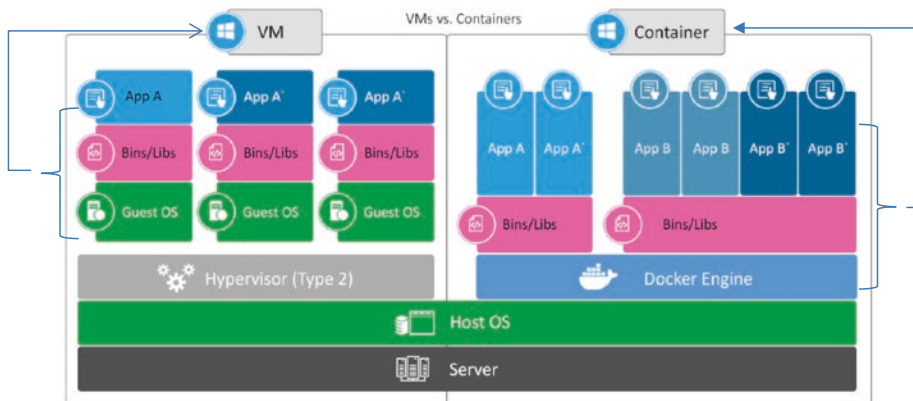 VMs vs. Containers
VM
Container
App A
App A`
App A`
Bins/Libs
Bins/Libs
Bins/Libs
Guest OS
Guest OS
Guest OS
Hypervisor (Type 2)
App A
App A`
App B
App B
App B`
App B`
Bins/Libs
Bins/Libs
Docker Engine
Host OS
Server